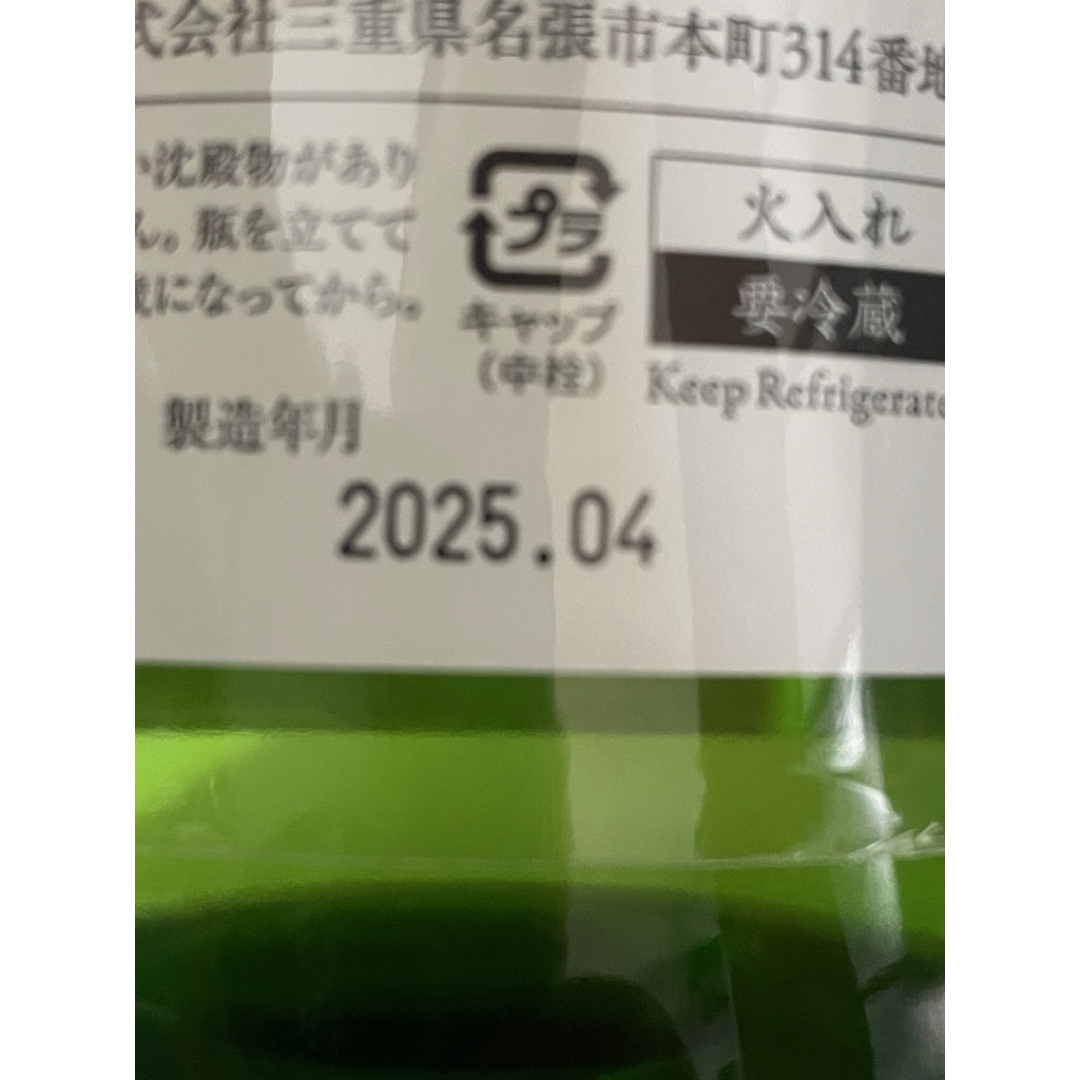 式会社三重県名張市本町314番地
い沈殿物があり
ん。瓶を立てて
になってから。
プラ
キャップ
(中栓)
火入れ
要冷蔵
Keep Refrigerate
製造年月
2025.04